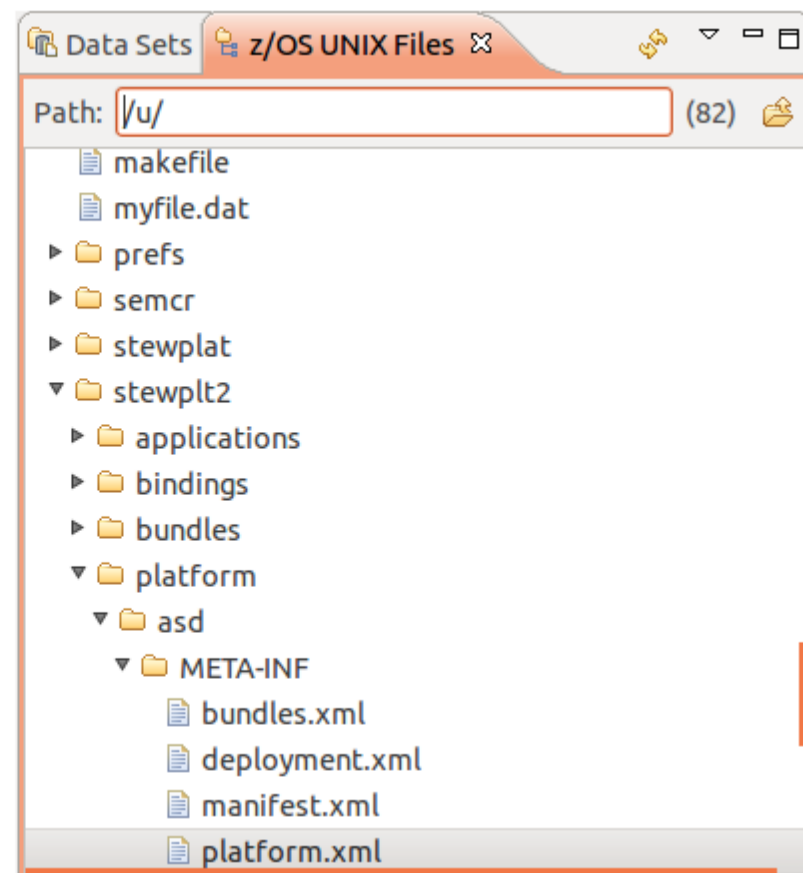 Data Sets z/OS UNIX Files
Path: /u/ (82)
makefile
myfile.dat
prefs
semcr
stewplat
stewplt2
applications
bindings
bundles
platform
asd
META-INF
bundles.xml
deployment.xml
manifest.xml
platform.xml